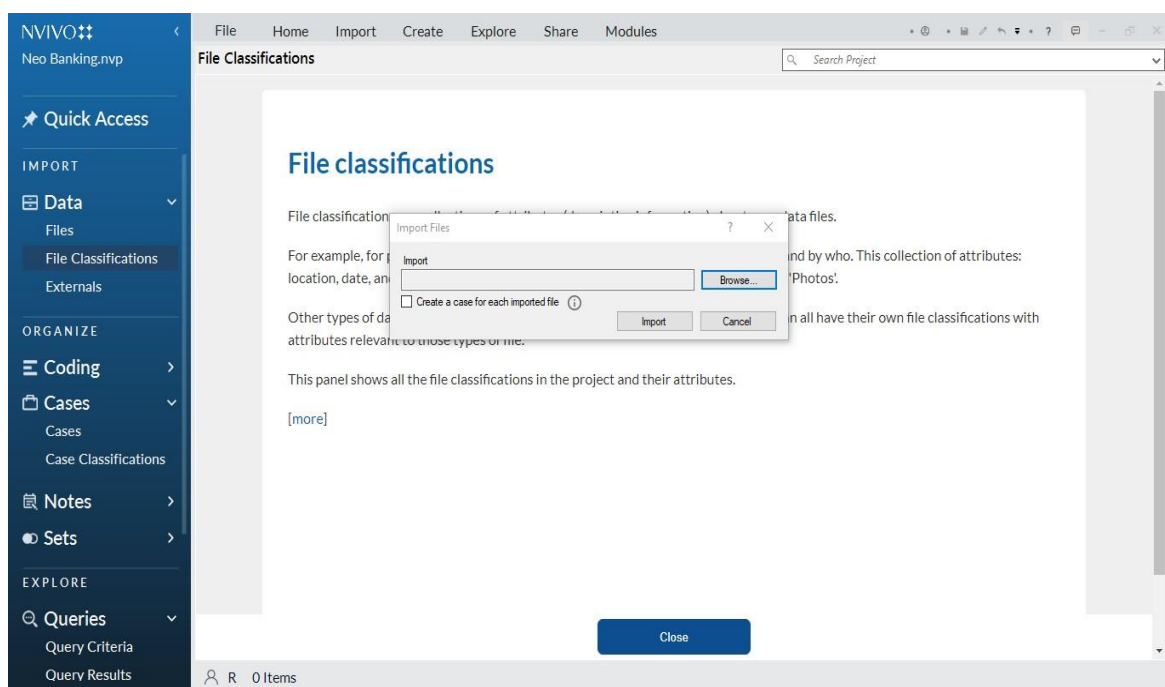 NVIVO
Neo Banking.nvp
Quick Access
IMPORT
Data
Files
File Classifications
Externals
ORGANIZE
Coding
Cases
Cases
Case Classifications
Notes
Sets
EXPLORE
Queries
Query Criteria
Query Results
File Home Import Create Explore Share Modules
File Classifications
Search Project
File classifications
File classification ata files.
For example, for nd by who. This collection of attributes:
location, date, an 'Photos'.
Other types of da n all have their own file classifications with
attributes relevant to those types of file.
This panel shows all the file classifications in the project and their attributes.
[more]
Import Files
? ×
Import
Browse...
Create a case for each imported file
Import Cancel
Close
R 0 Items